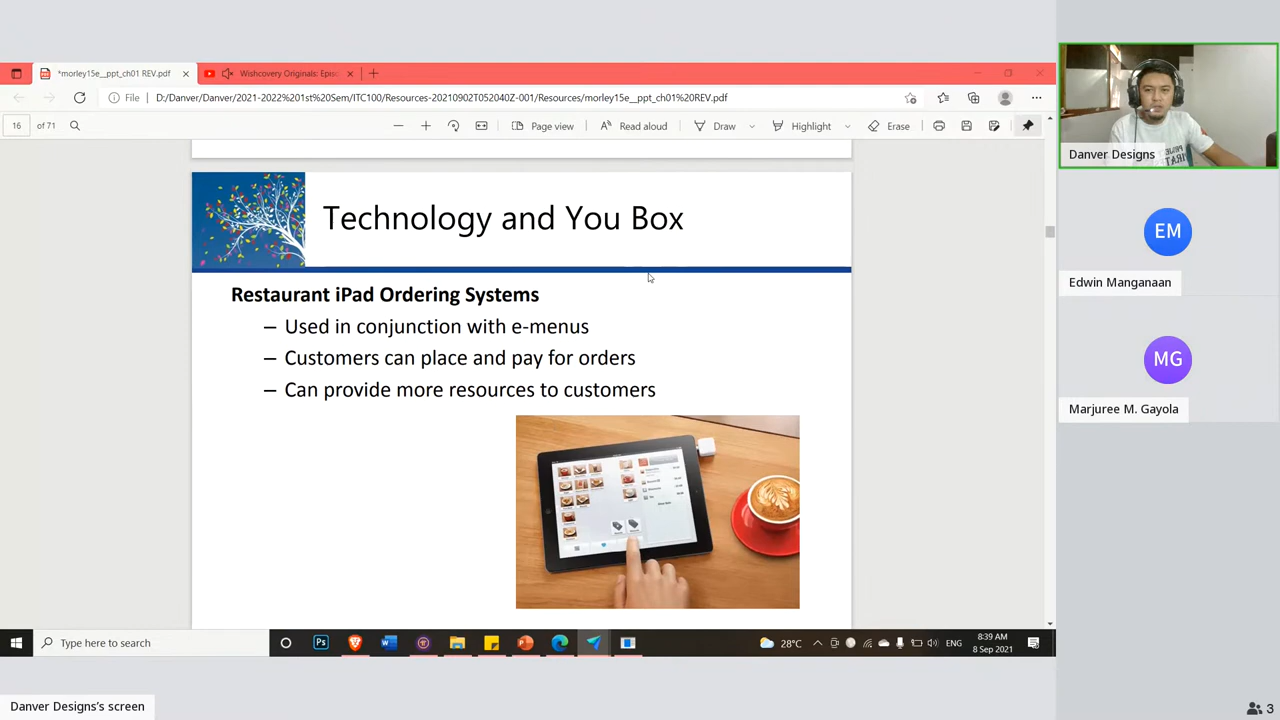 *morley15e__ppt_ch01 REV.pdf
Wishcovery Originals: Epis
File
D:/Danver/Danver/2021-2022%201st%20Sem/ITC100/Resources-20210902T052040Z-001/Resources/morley15e__ppt_ch01%20REV.pdf
16 of 71
Page view
Read aloud
Draw
Highlight
Erase
Technology and You Box
Restaurant iPad Ordering Systems
– Used in conjunction with e-menus
– Customers can place and pay for orders
– Can provide more resources to customers
Type here to search
Ps
28°C
ENG
8:39 AM
8 Sep 2021
Danver Designs's screen
Danver Designs
EM
Edwin Manganaan
MG
Marjuree M. Gayola
3